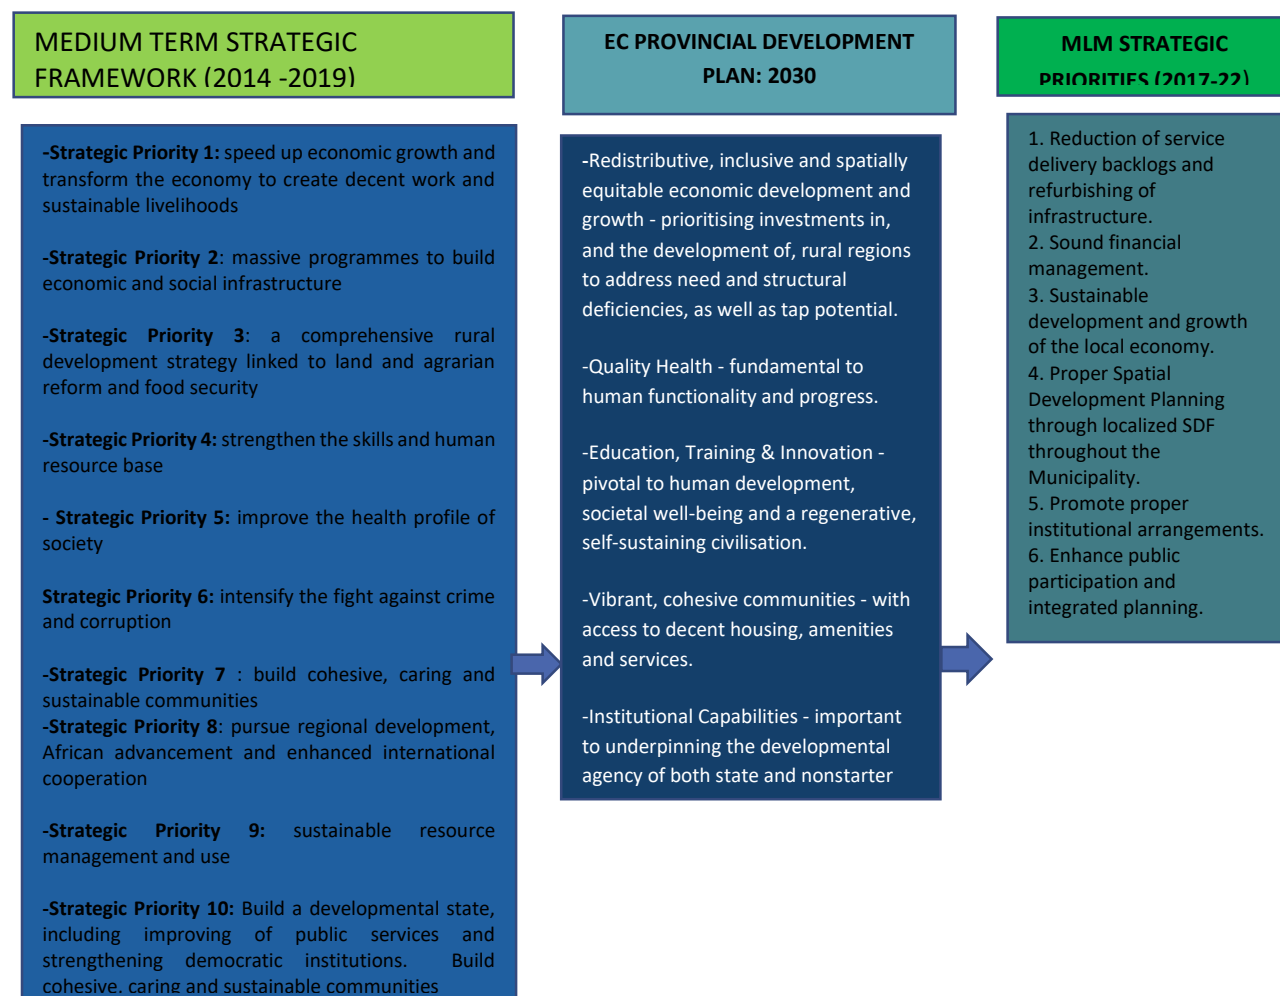 MEDIUM TERM STRATEGIC
FRAMEWORK (2014 -2019)
-Strategic Priority 1: speed up economic growth and
transform the economy to create decent work and
sustainable livelihoods
-Strategic Priority 2: massive programmes to build
economic and social infrastructure
-Strategic Priority 3: a comprehensive rural
development strategy linked to land and agrarian
reform and food security
-Strategic Priority 4: strengthen the skills and human
resource base
- Strategic Priority 5: improve the health profile of
society
Strategic Priority 6: intensify the fight against crime
and corruption
-Strategic Priority 7 : build cohesive, caring and
sustainable communities
-Strategic Priority 8: pursue regional development,
African advancement and enhanced international
cooperation
-Strategic Priority 9: sustainable resource
management and use
-Strategic Priority 10: Build a developmental state,
including improving of public services and
strengthening democratic institutions. Build
cohesive, caring and sustainable communities
EC PROVINCIAL DEVELOPMENT
PLAN: 2030
-Redistributive, inclusive and spatially
equitable economic development and
growth - prioritising investments in,
and the development of, rural regions
to address need and structural
deficiencies, as well as tap potential.
-Quality Health - fundamental to
human functionality and progress.
-Education, Training & Innovation -
pivotal to human development,
societal well-being and a regenerative,
self-sustaining civilisation.
-Vibrant, cohesive communities - with
access to decent housing, amenities
and services.
-Institutional Capabilities - important
to underpinning the developmental
agency of both state and nonstarter
MLM STRATEGIC
PRIORITIES (2017-22)
1. Reduction of service
delivery backlogs and
refurbishing of
infrastructure.
2. Sound financial
management.
3. Sustainable
development and growth
of the local economy.
4. Proper Spatial
Development Planning
through localized SDF
throughout the
Municipality.
5. Promote proper
institutional arrangements.
6. Enhance public
participation and
integrated planning.